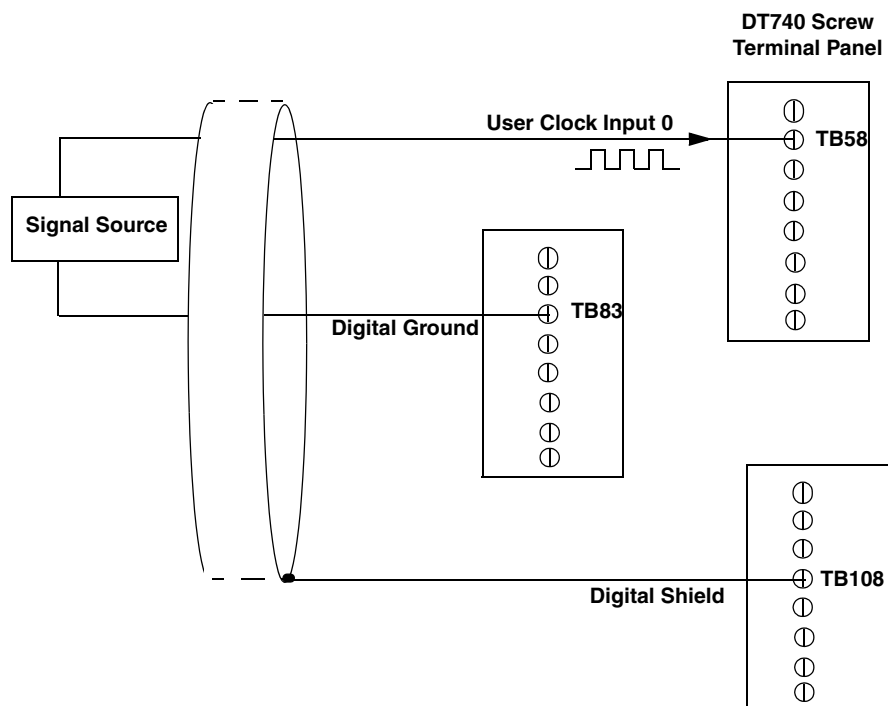 DT740 Screw
Terminal Panel
User Clock Input 0
TB58
Signal Source
TB83
Digital Ground
TB108
Digital Shield